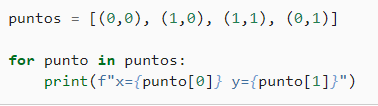 puntos = [(0,0), (1,0), (1,1), (0,1)]
for punto in puntos:
    print(f"x={punto[0]} y={punto[1]}")